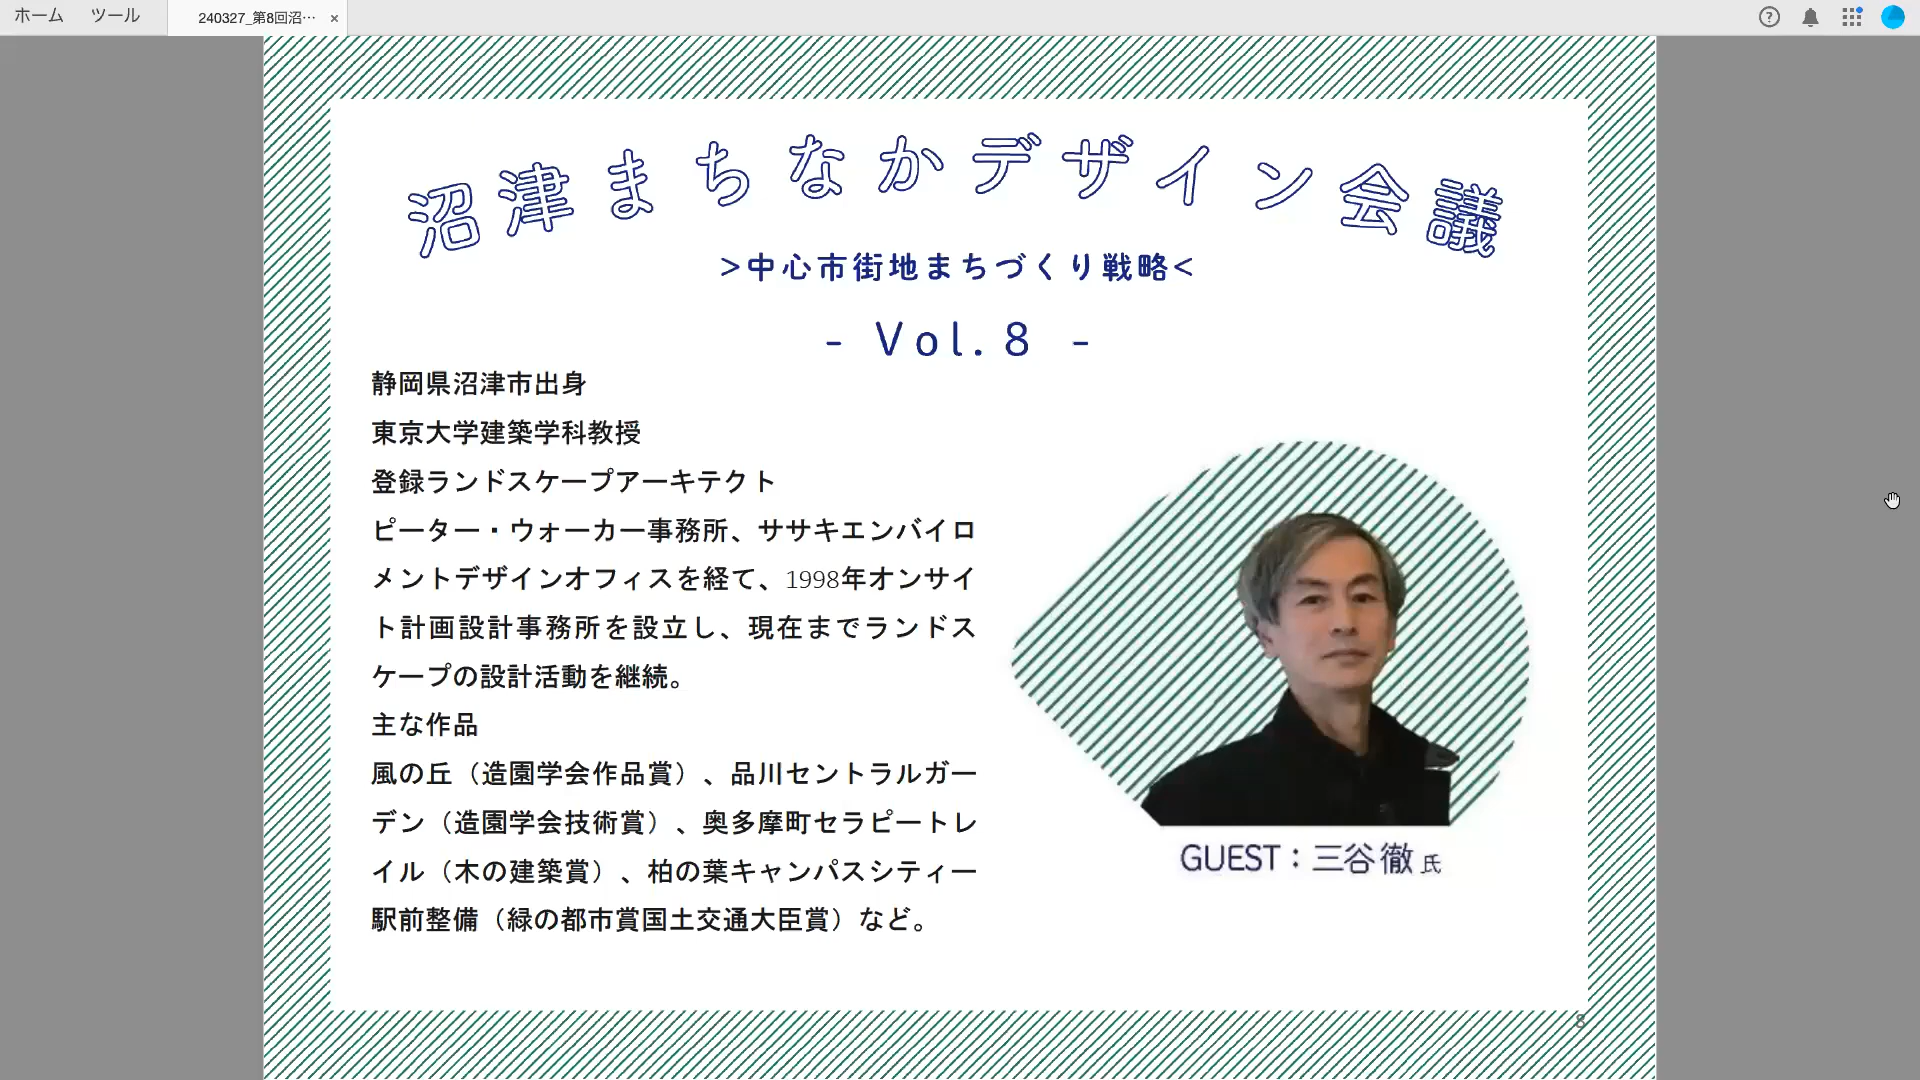 ホーム ツール 240327_第8回沼… ×
沼津まちなかデザイン会議
>中心市街地まちづくり戦略<
- Vol.8 -
静岡県沼津市出身
東京大学建築学科教授
登録ランドスケープアーキテクト
ピーター・ウォーカー事務所、ササキエンバイロ
メントデザインオフィスを経て、1998年オンサイ
ト計画設計事務所を設立し、現在までランドス
ケープの設計活動を継続。
主な作品
風の丘（造園学会作品賞）、品川セントラルガー
デン（造園学会技術賞）、奥多摩町セラピートレ
イル（木の建築賞）、柏の葉キャンパスシティー
駅前整備（緑の都市賞国土交通大臣賞）など。
GUEST：三谷徹氏
8